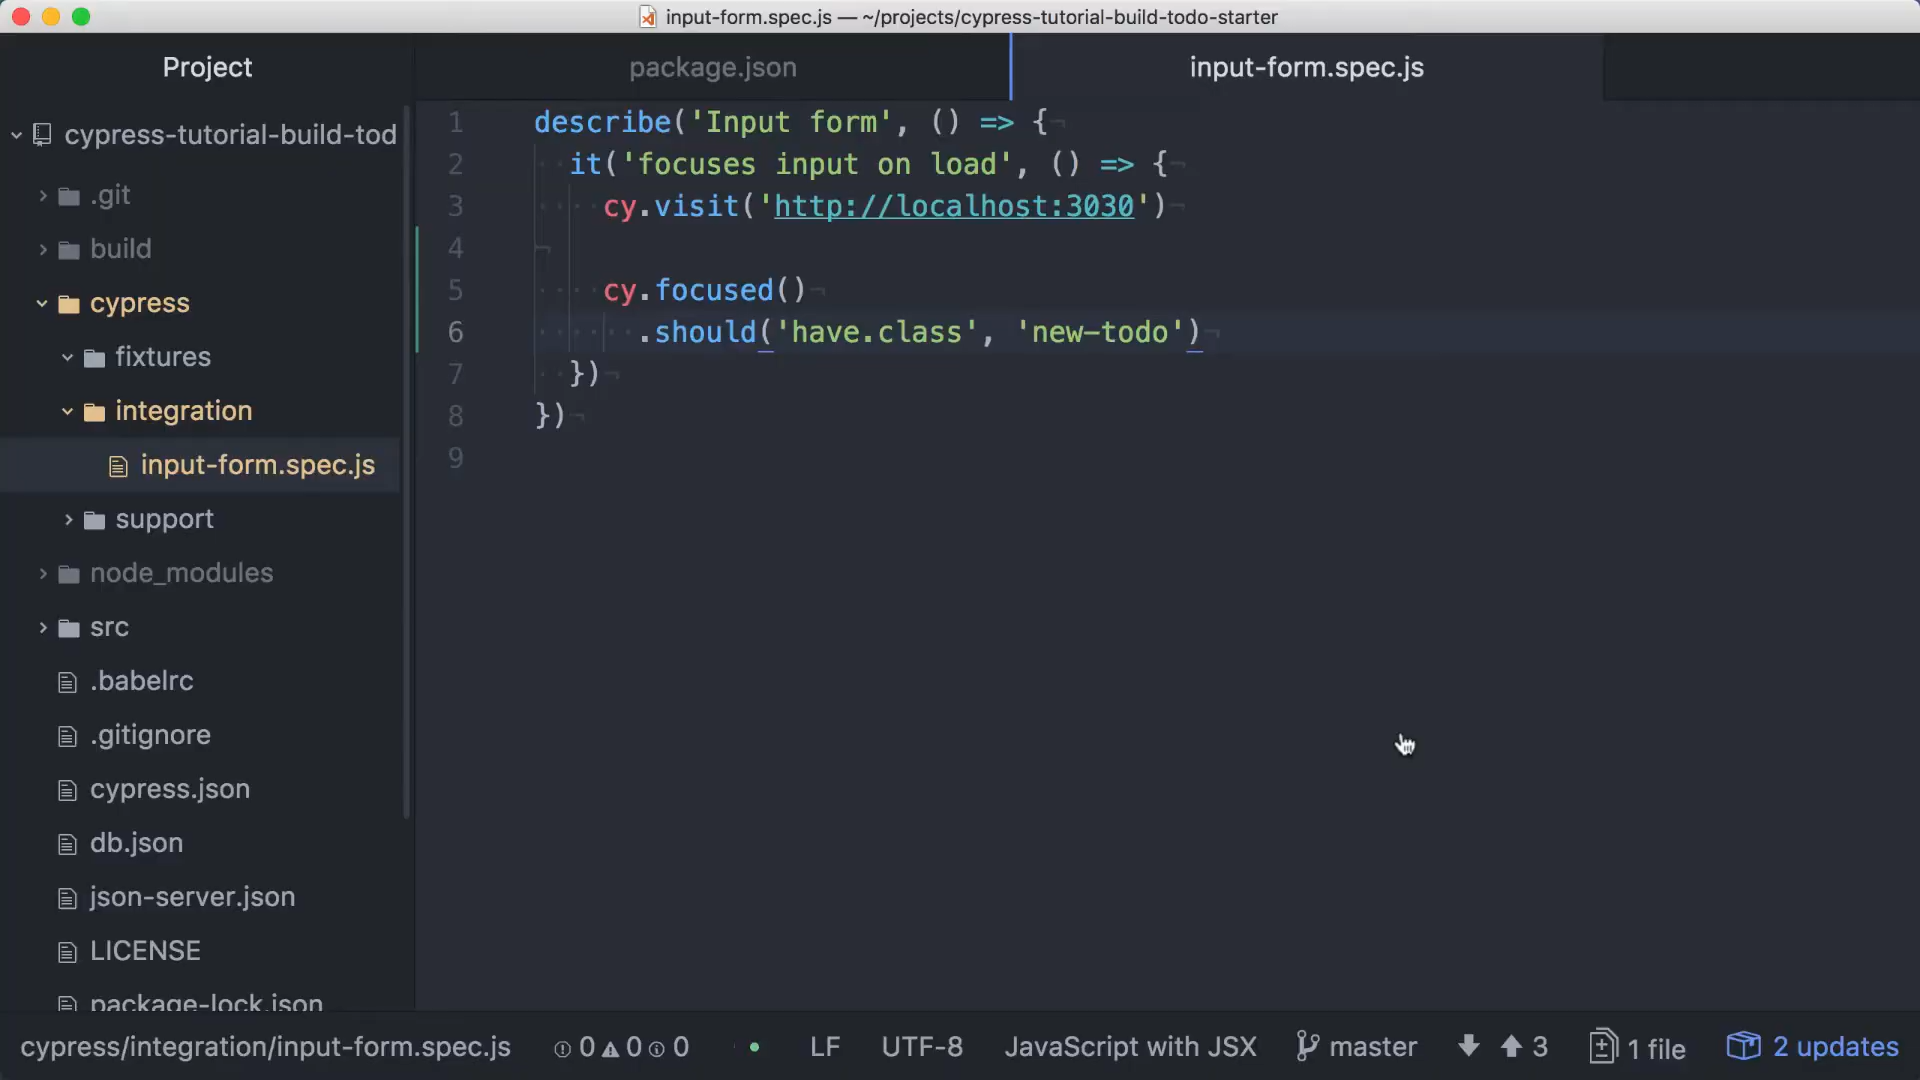 input-form.spec.js — ~/projects/cypress-tutorial-build-todo-starter
Project
package.json
input-form.spec.js
cypress-tutorial-build-tod
.git
build
cypress
fixtures
integration
input-form.spec.js
support
node_modules
src
.babelrc
.gitignore
cypress.json
db.json
json-server.json
LICENSE
package-lock.json
1 describe('Input form', () => {
2 it('focuses input on load', () => {
3 cy.visit('http://localhost:3030')
4
5 cy.focused()
6 .should('have.class', 'new-todo')
7 })
8 })
9
cypress/integration/input-form.spec.js 0 0 0 LF UTF-8 JavaScript with JSX master 3 1 file 2 updates